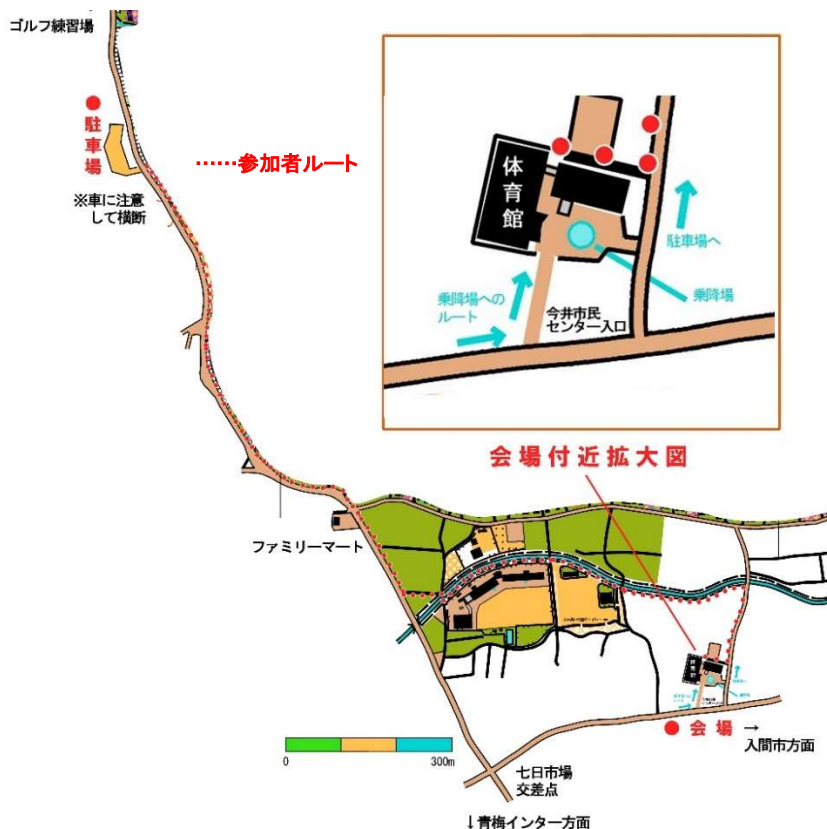 ゴルフ練習場
●駐車場
※車に注意
して横断
……参加者ルート
体育館
駐車場へ
乗降場への
ルート
乗降場
今井市民
センター入口
会場付近拡大図
ファミリーマート
体育館
●会場 →
入間市方面
0
300m
七日市場
交差点
↓青梅インター方面